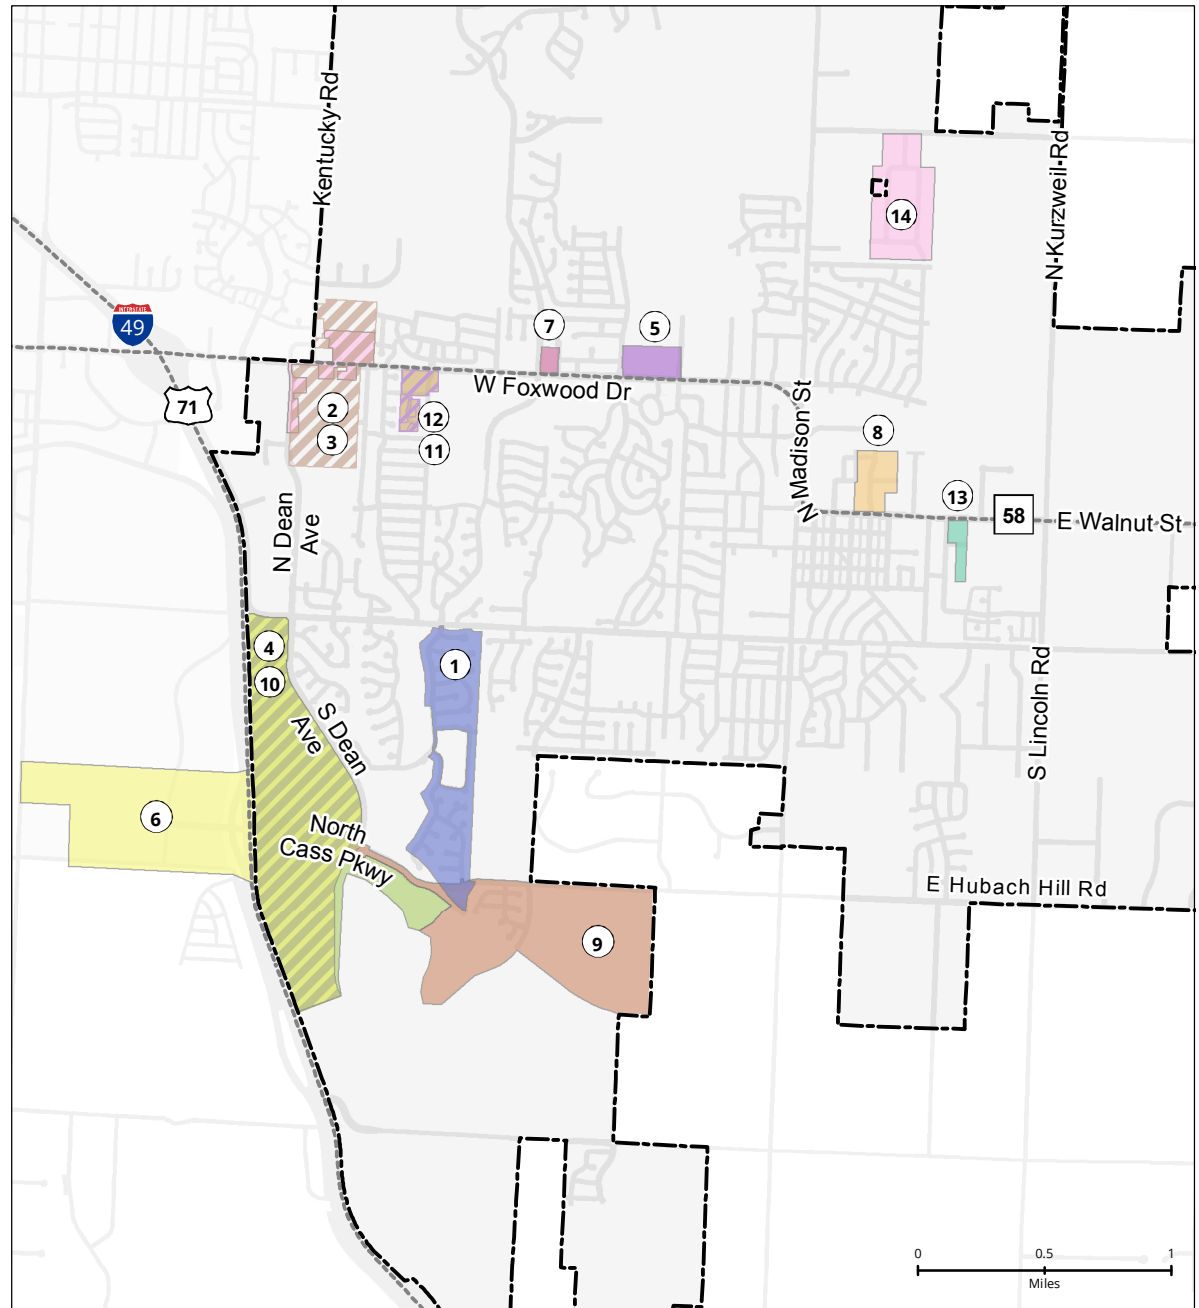 Kentucky Rd
N Kurzweil Rd
14
INTERSTATE
49
7
5
71
W Foxwood Dr
2
3
12
11
N Madison St
8
13
58
E Walnut St
N Dean
Ave
4
10
1
S Dean
Ave
S Lincoln Rd
6
North
Cass Pkwy
E Hubach Hill Rd
9
0 0.5 1
Miles